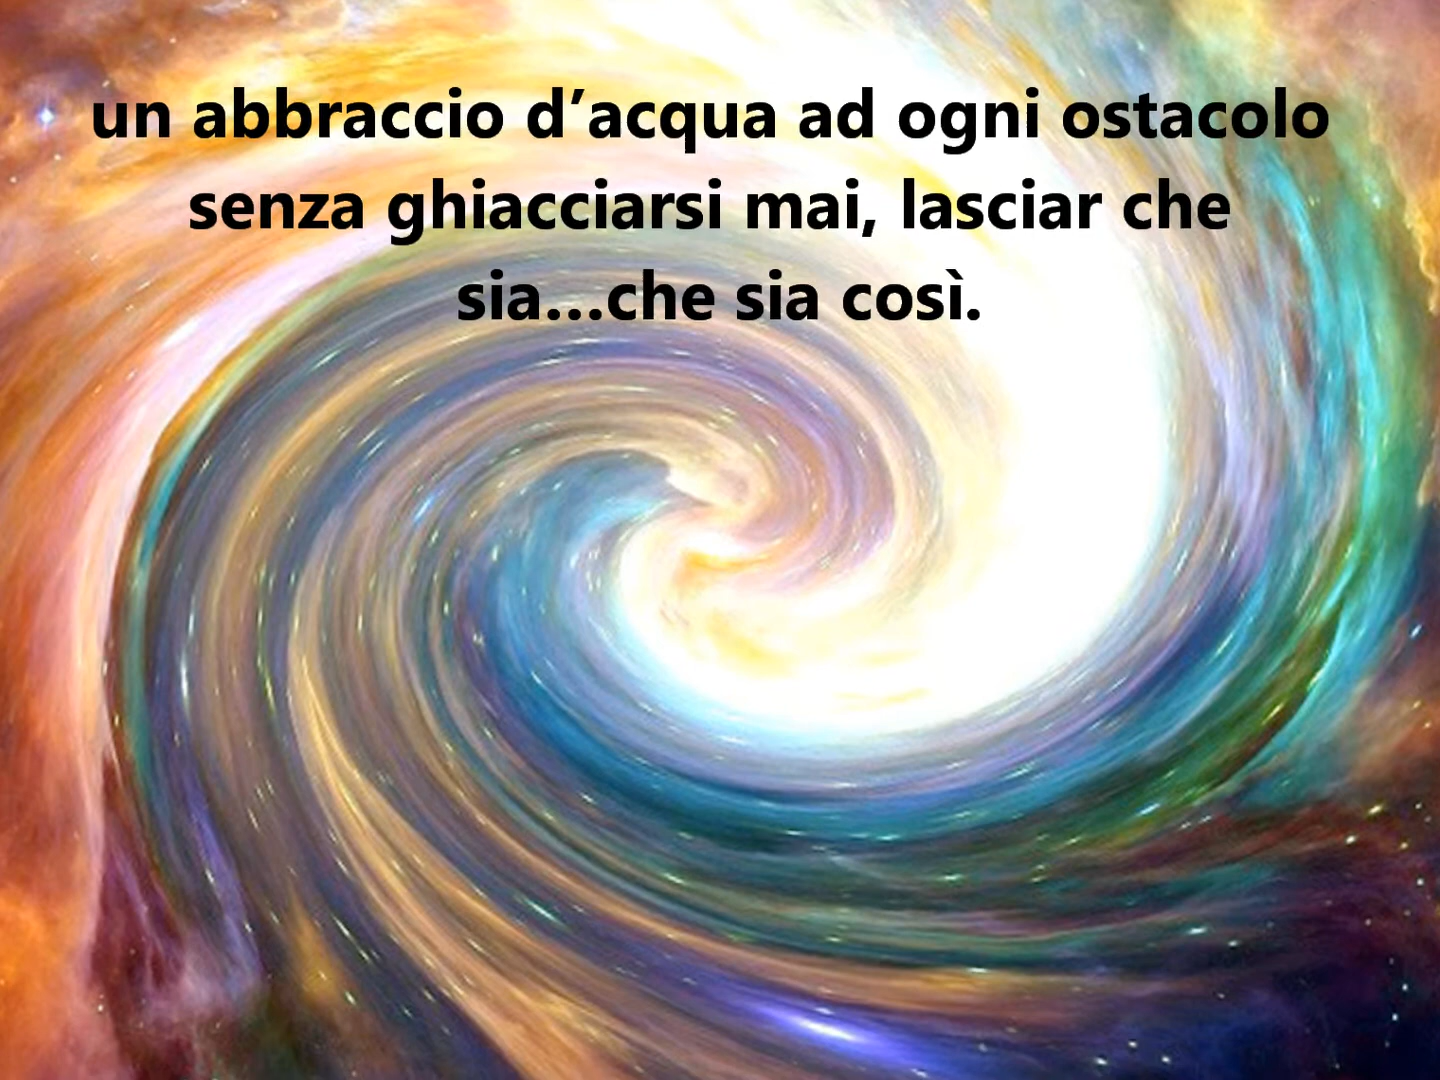 un abbraccio d’acqua ad ogni ostacolo
senza ghiacciarsi mai, lasciar che
sia…che sia così.